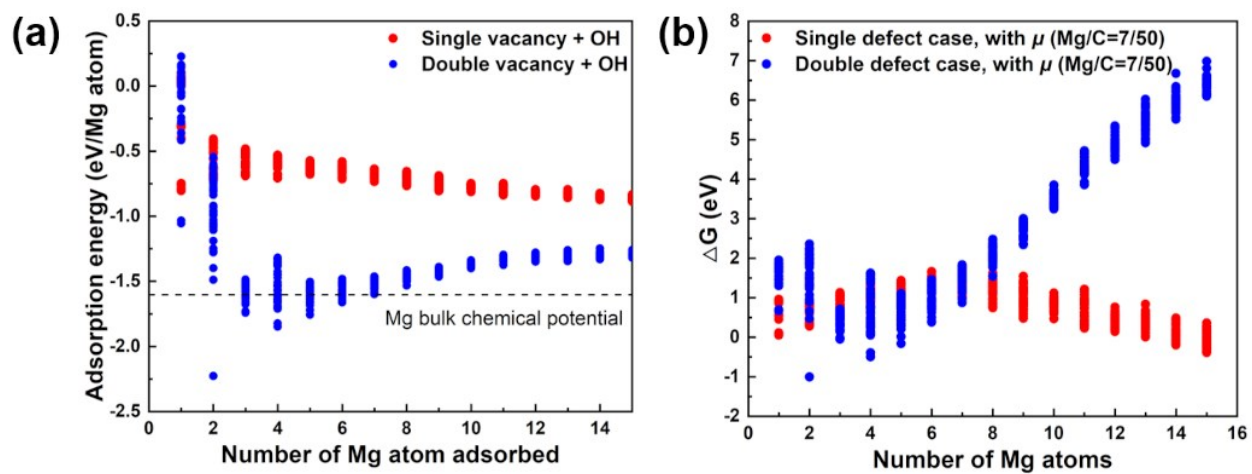 (a)
Adsorption energy (eV/Mg atom)
0.5
0.0
-0.5
-1.0
-1.5
-2.0
-2.5
Single vacancy + OH
Double vacancy + OH
Mg bulk chemical potential
0 2 4 6 8 10 12 14
Number of Mg atom adsorbed
(b)
△G (eV)
8
7
6
5
4
3
2
1
0
-1
-2
Single defect case, with μ (Mg/C=7/50)
Double defect case, with μ (Mg/C=7/50)
0 2 4 6 8 10 12 14 16
Number of Mg atoms